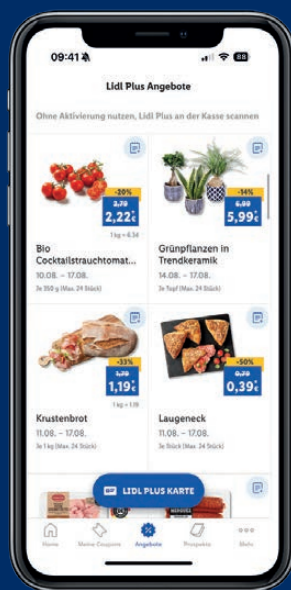 09:41
88
Lidl Plus Angebote
Ohne Aktivierung nutzen, Lidl Plus an der Kasse scannen
-20%
2,79
2,22€
1 kg = 6.34
Bio
Cocktailstrauchtomat...
10.08. – 17.08.
Je 350 g (Max. 24 Stück)
-14%
6,99
5,99€
Grünpflanzen in
Trendkeramik
14.08. – 17.08.
Je Topf (Max. 24 Stück)
-33%
1,79
1,19€
1 kg = 1.19
Krustenbrot
11.08. – 17.08.
Je 1 kg (Max. 24 Stück)
-50%
0,39€
Laugeneck
11.08. – 17.08.
Je Stück (Max. 24 Stück)
LIDL PLUS KARTE
Home
Meine Coupons
Angebote
Prospekte
Mehr